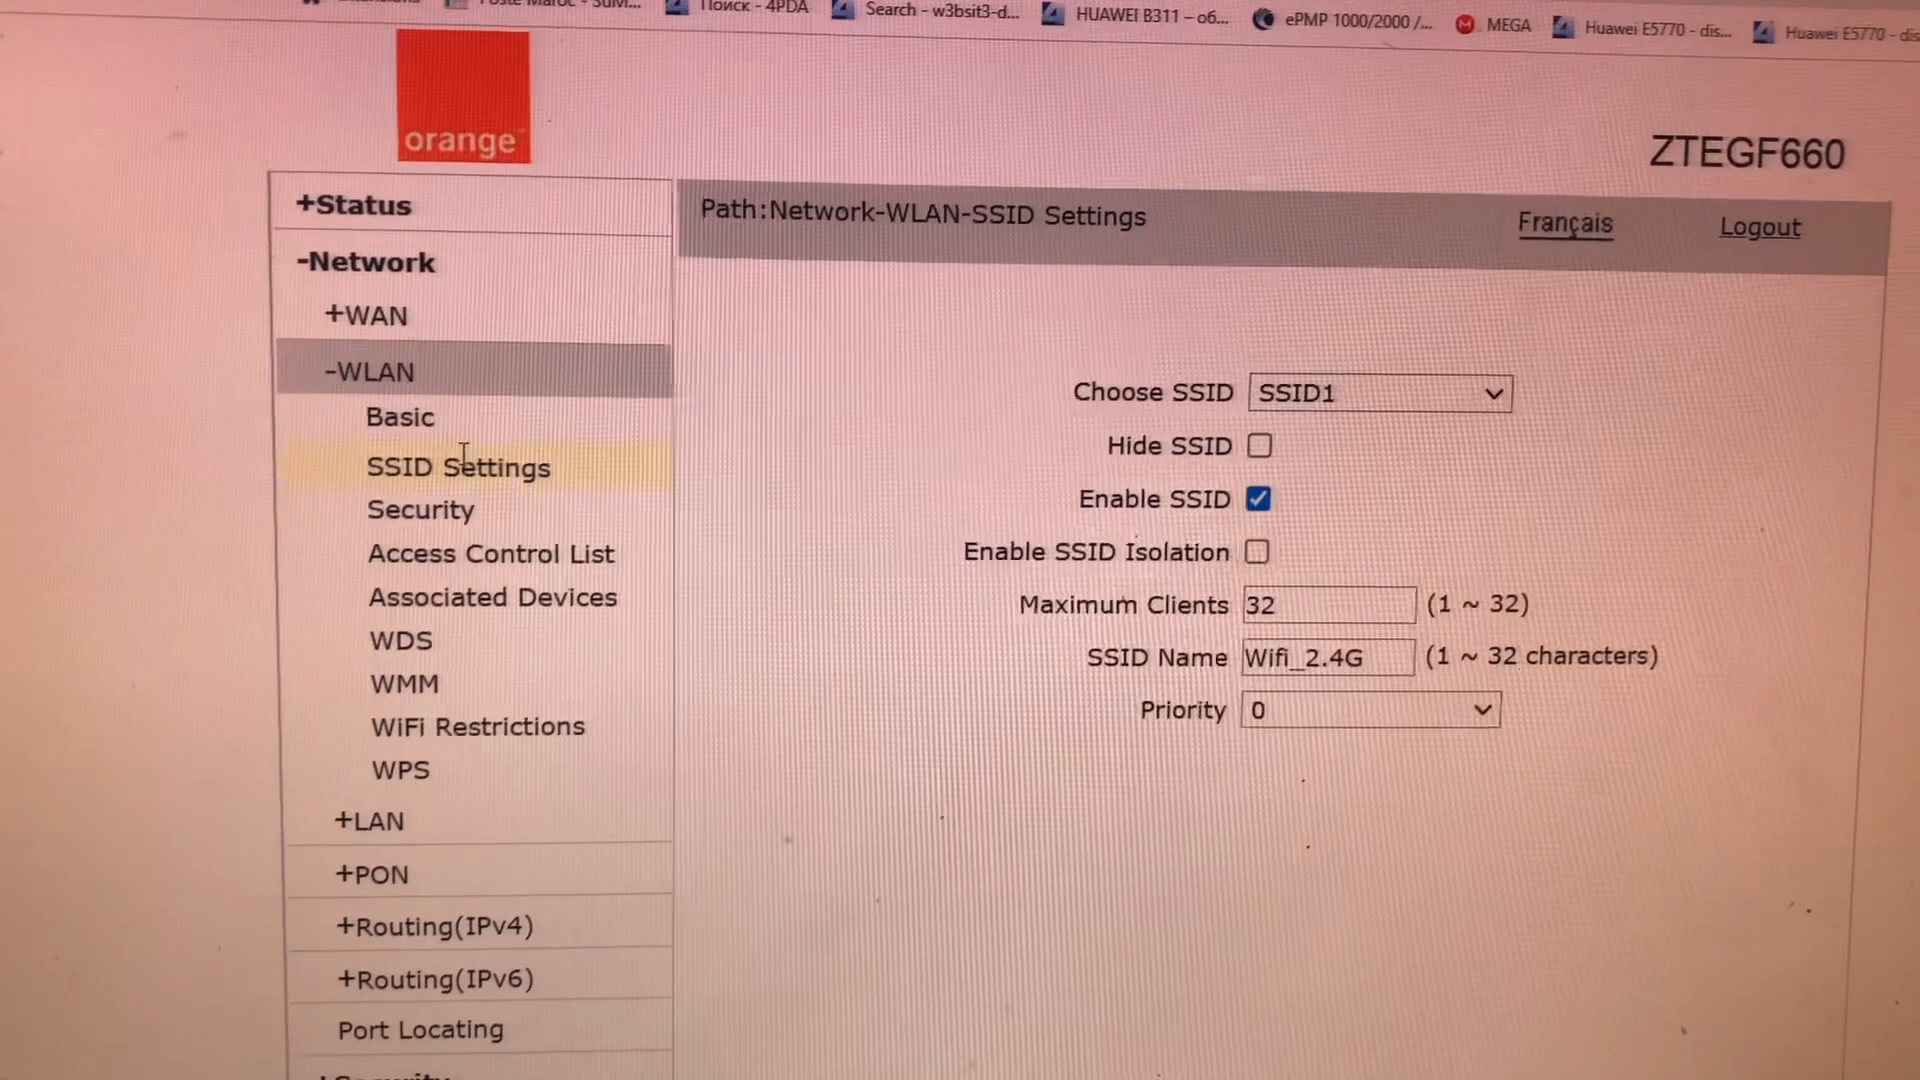 Поиск - 4PDA
Search - w3bsit3-d...
HUAWEI B311 – об...
ePMP 1000/2000 /...
MEGA
Huawei E5770 - dis...
Huawei E5770 - dis
orange
ZTEGF660
+Status
Path:Network-WLAN-SSID Settings
Français
Logout
-Network
+WAN
-WLAN
Basic
SSID Settings
Security
Access Control List
Associated Devices
WDS
WMM
WiFi Restrictions
WPS
+LAN
+PON
+Routing(IPv4)
+Routing(IPv6)
Port Locating
Choose SSID SSID1
Hide SSID
Enable SSID
Enable SSID Isolation
Maximum Clients 32 (1 ~ 32)
SSID Name Wifi_2.4G (1 ~ 32 characters)
Priority 0